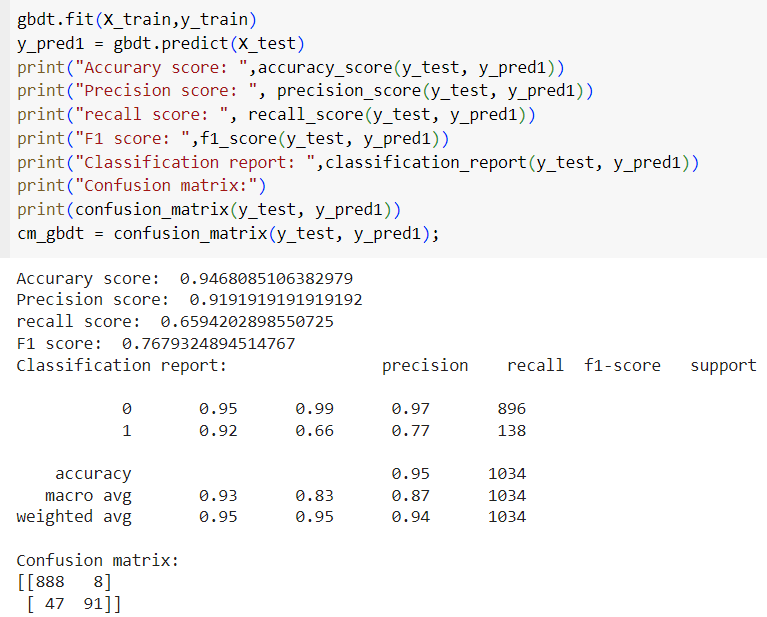 gbdt.fit(X_train,y_train)
y_pred1 = gbdt.predict(X_test)
print("Accurary score: ",accuracy_score(y_test, y_pred1))
print("Precision score: ", precision_score(y_test, y_pred1))
print("recall score: ", recall_score(y_test, y_pred1))
print("F1 score: ",f1_score(y_test, y_pred1))
print("Classification report: ",classification_report(y_test, y_pred1))
print("Confusion matrix:")
print(confusion_matrix(y_test, y_pred1))
cm_gbdt = confusion_matrix(y_test, y_pred1);
Accurary score:  0.9468085106382979
Precision score:  0.9191919191919192
recall score:  0.6594202898550725
F1 score:  0.7679324894514767
Classification report:                precision    recall  f1-score   support
           0       0.95      0.99      0.97       896
           1       0.92      0.66      0.77       138
    accuracy                           0.95      1034
   macro avg       0.93      0.83      0.87      1034
weighted avg       0.95      0.95      0.94      1034
Confusion matrix:
[[888   8]
 [ 47  91]]